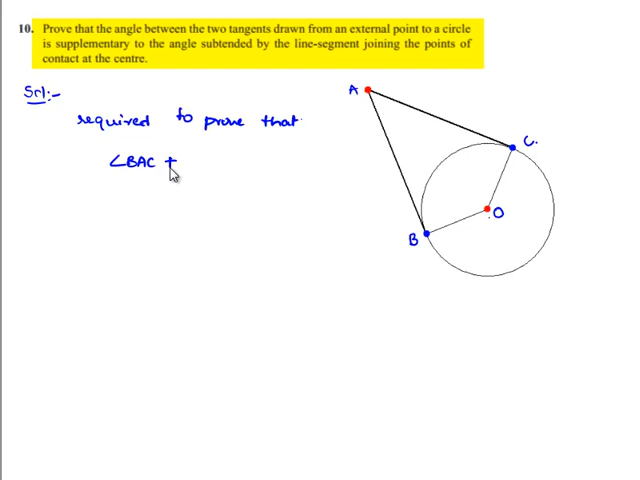 10. Prove that the angle between the two tangents drawn from an external point to a circle
is supplementary to the angle subtended by the line-segment joining the points of
contact at the centre.
Sol:-
required to prove that
∠BAC +
A
C.
O
B